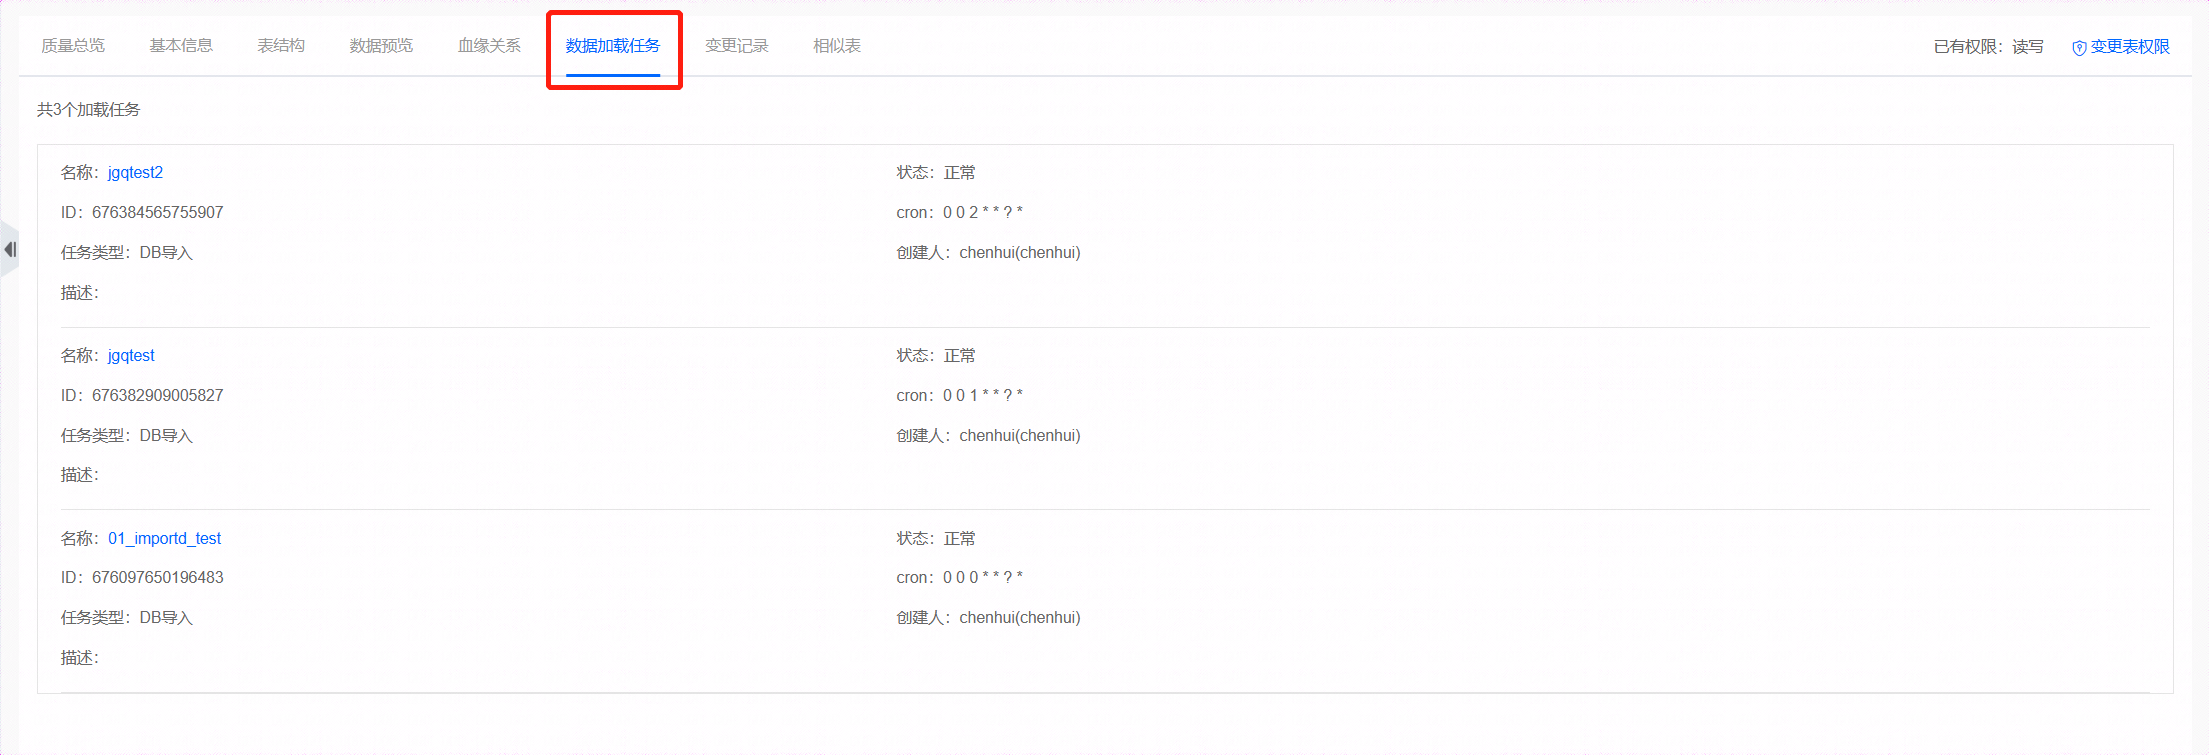 质量总览 基本信息 表结构 数据预览 血缘关系 数据加载任务 变更记录 相似表 已有权限：读写 变更表权限
共3个加载任务
名称：jgqtest2 状态：正常
ID：676384565755907 cron：0 0 2 * * ? *
任务类型：DB导入 创建人：chenhui(chenhui)
描述：
名称：jgqtest 状态：正常
ID：676382909005827 cron：0 0 1 * * ? *
任务类型：DB导入 创建人：chenhui(chenhui)
描述：
名称：01_importd_test 状态：正常
ID：676097650196483 cron：0 0 0 * * ? *
任务类型：DB导入 创建人：chenhui(chenhui)
描述：